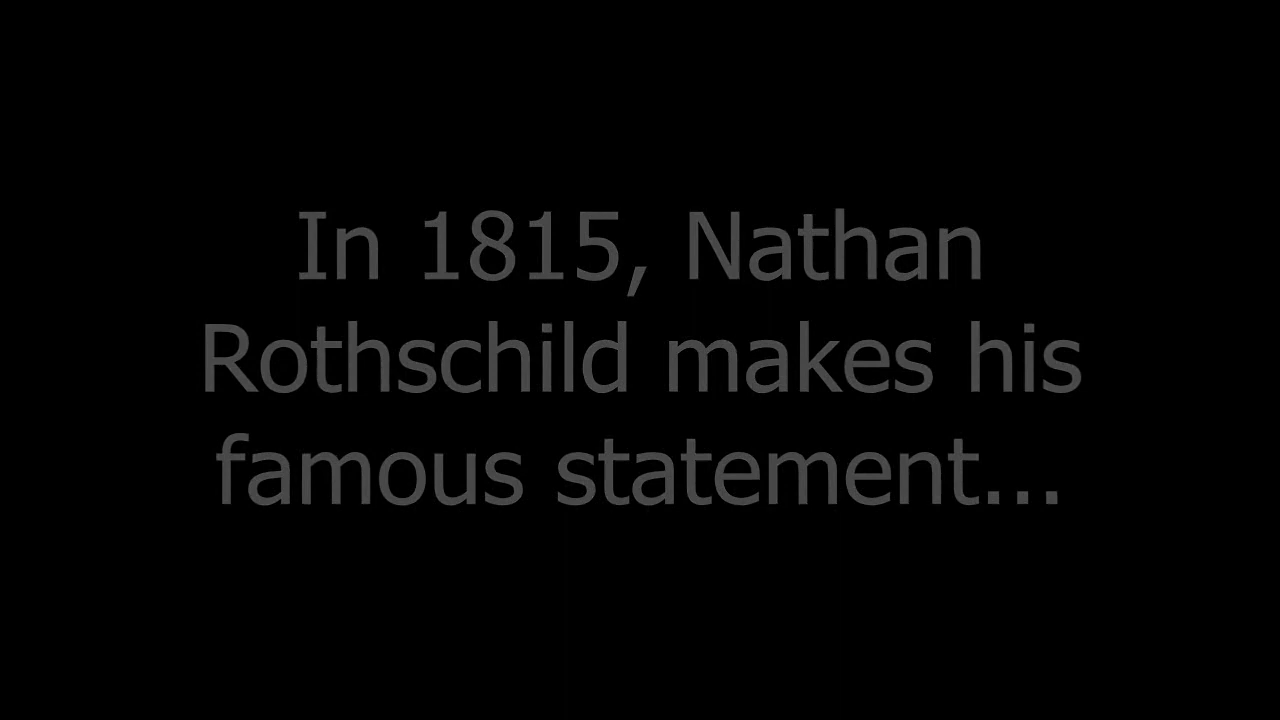 In 1815, Nathan
Rothschild makes his
famous statement...